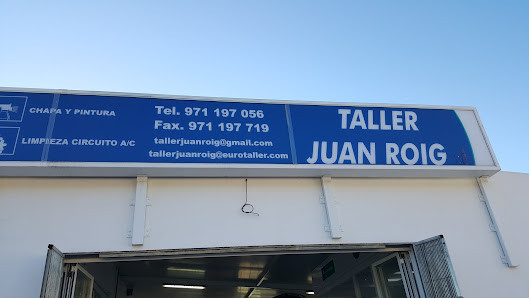 CHAPA Y PINTURA
LIMPIEZA CIRCUITO A/C
Tel. 971 197 056
Fax. 971 197 719
tallerjuanroig@gmail.com
tallerjuanroig@eurotaller.com
TALLER
JUAN ROIG